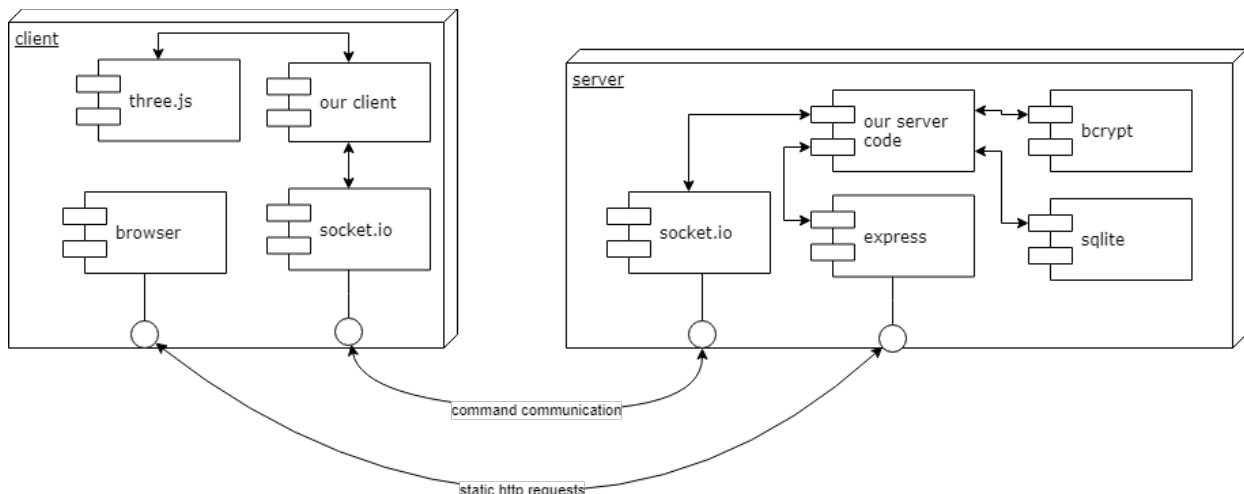 client
three.js
our client
browser
socket.io
server
our server
code
bcrypt
socket.io
express
sqlite
command communication
static http requests